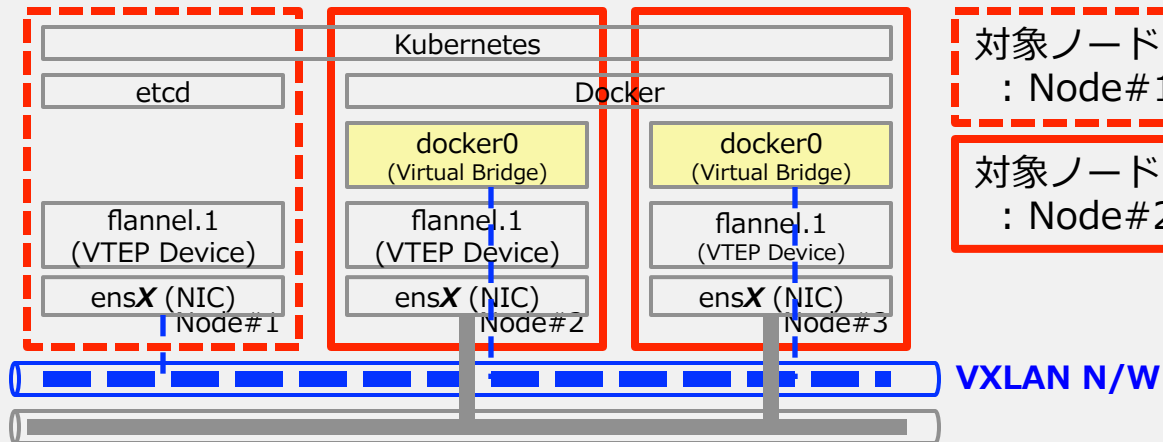 Kubernetes
etcd
Docker
docker0
(Virtual Bridge)
docker0
(Virtual Bridge)
flannel.1
(VTEP Device)
flannel.1
(VTEP Device)
flannel.1
(VTEP Device)
ensX (NIC)
ensX (NIC)
ensX (NIC)
Node#1
Node#2
Node#3
VXLAN N/W
対象ノード
: Node#1
対象ノード
: Node#2